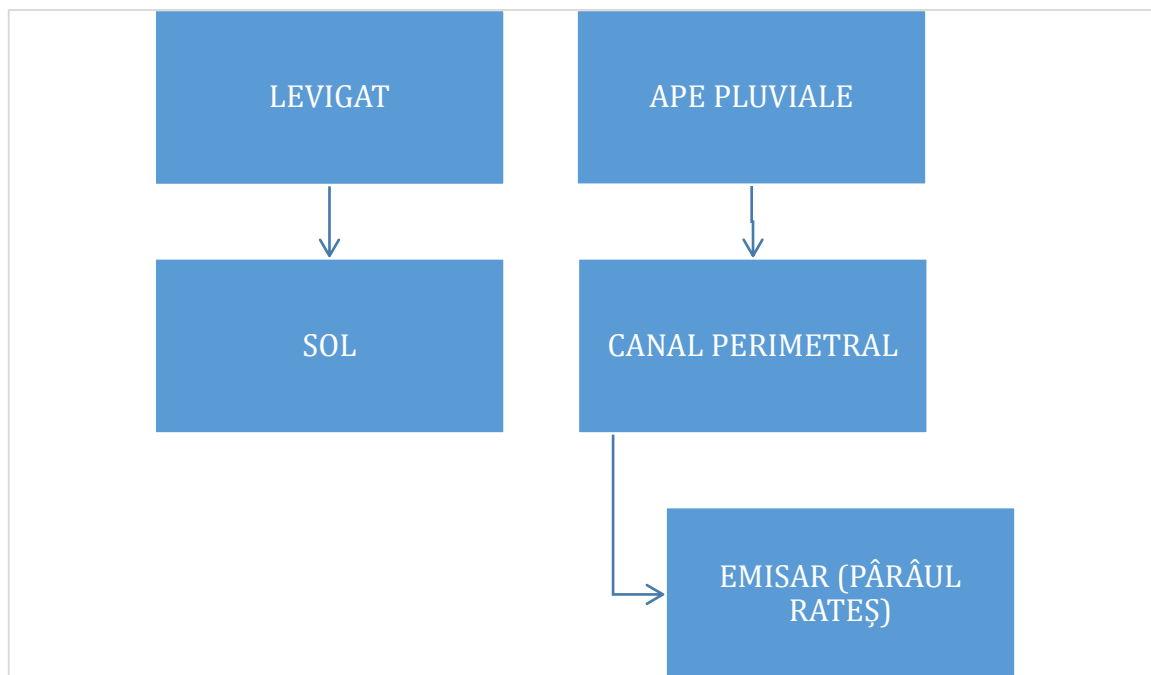 LEVIGAT
APE PLUVIALE
SOL
CANAL PERIMETRAL
EMISAR (PÂRÂUL
RATEȘ)